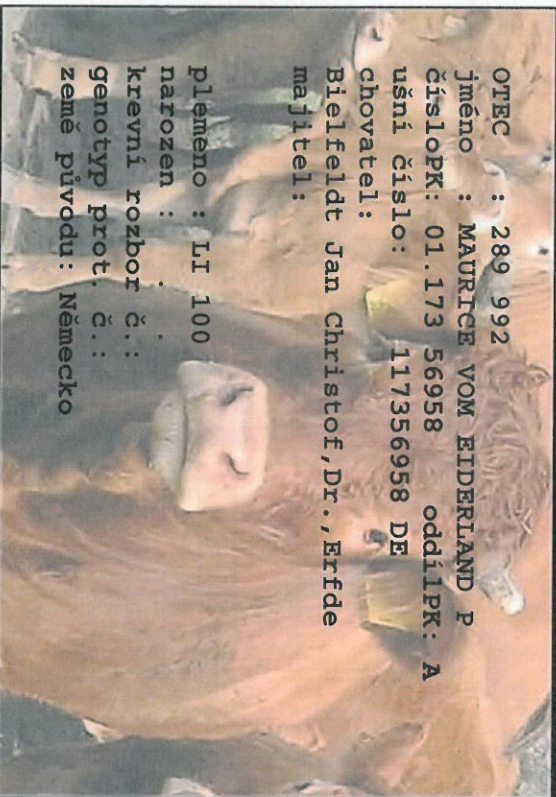 OTEC : 289 992
jméno : MAURICE VOM EIDERLAND P
čísloPK: 01.173 56958 oddílPK: A
ušní číslo: 117356958 DE
chovatel:
Bielfeldt Jan Christof,Dr.,Erfde
majitel:
plemeno : LI 100
narozen : . .
krevní rozbor č.:
genotyp prot. č.:
země původu: Německo